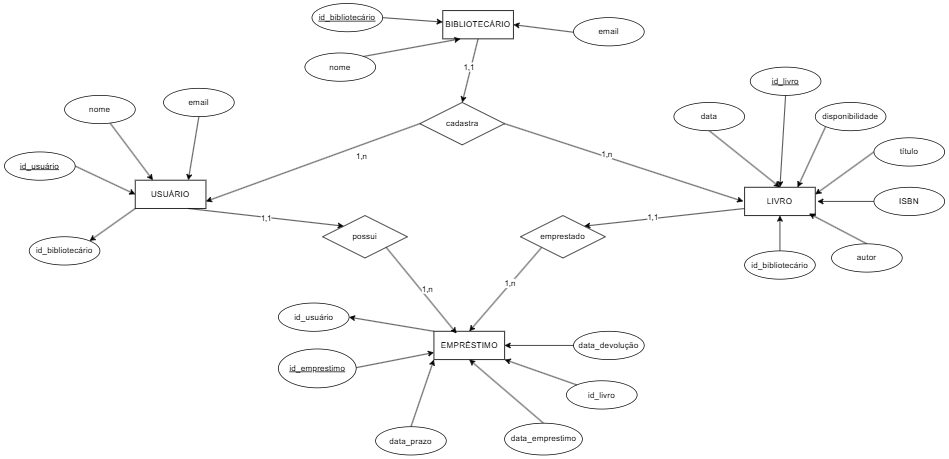 id_bibliotecário
BIBLIOTECÁRIO
email
nome
1,1
id_livro
nome
email
data
disponibilidade
cadastra
título
1,n
1,n
id_usuário
USUÁRIO
LIVRO
ISBN
1,1
1,1
possui
emprestado
id_bibliotecário
autor
id_bibliotecário
1,n
1,n
id_usuário
EMPRÉSTIMO
data_devolução
id_emprestimo
id_livro
data_prazo
data_emprestimo